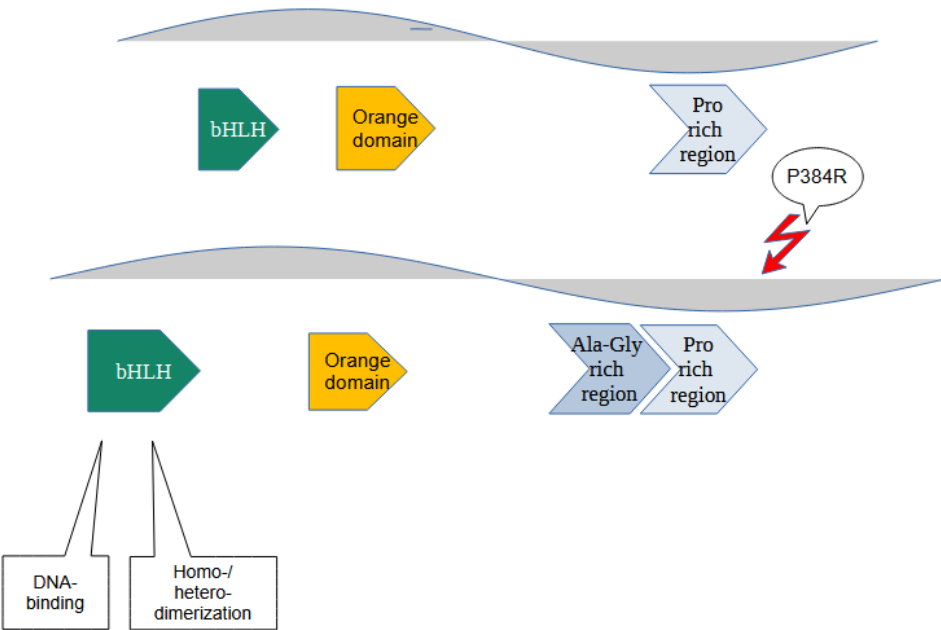 bHLH
Orange
domain
Pro
rich
region
P384R
bHLH
Orange
domain
Ala-Gly
rich
region
Pro
rich
region
DNA-
binding
Homo-/
hetero-
dimerization